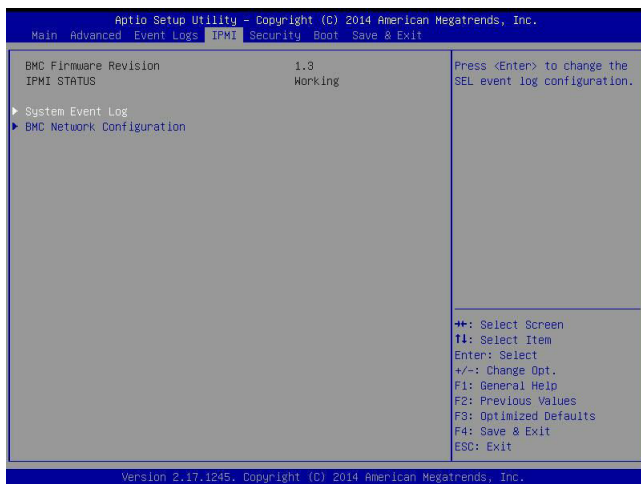 Aptio Setup Utility – Copyright (C) 2014 American Megatrends, Inc.
Main Advanced Event Logs IPMI Security Boot Save & Exit
BMC Firmware Revision 1.3
IPMI STATUS Working
System Event Log
BMC Network Configuration
Press <Enter> to change the
SEL event log configuration.
→←: Select Screen
↑↓: Select Item
Enter: Select
+/-: Change Opt.
F1: General Help
F2: Previous Values
F3: Optimized Defaults
F4: Save & Exit
ESC: Exit
Version 2.17.1245. Copyright (C) 2014 American Megatrends, Inc.